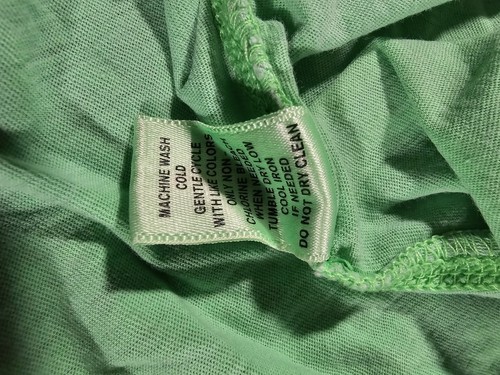 MACHINE WASH
COLD
GENTLE CYCLE
WITH LIKE COLORS
ONLY NON
CHLORINE
WHEN NEEDED
TUMBLE DRY LOW
COOL IRON
IF NEEDED
DO NOT DRY CLEAN